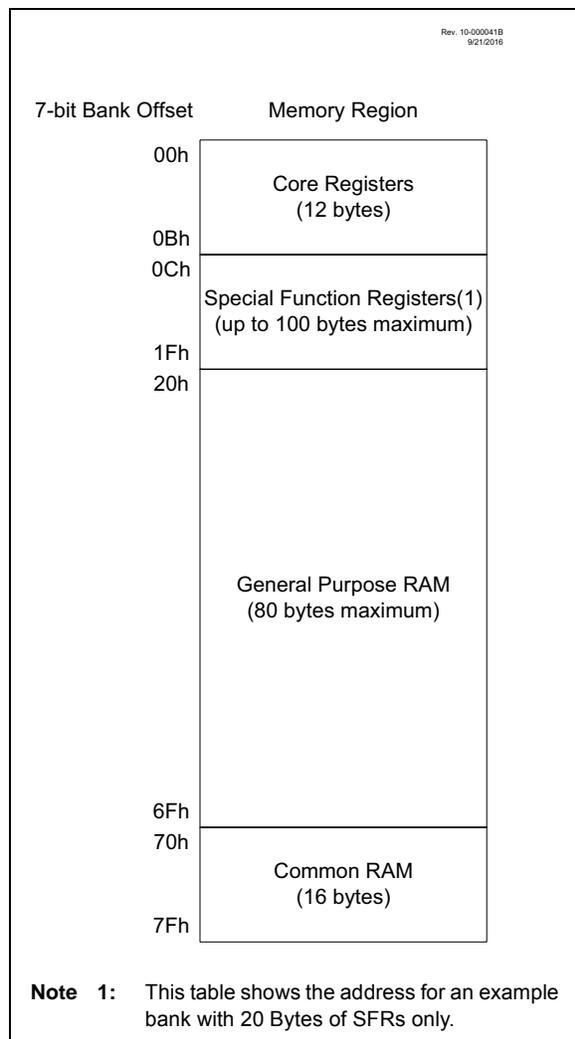 Rev. 10-000041B
9/21/2016
7-bit Bank Offset Memory Region
00h
Core Registers
(12 bytes)
0Bh
0Ch
Special Function Registers(1)
(up to 100 bytes maximum)
1Fh
20h
General Purpose RAM
(80 bytes maximum)
6Fh
70h
Common RAM
(16 bytes)
7Fh
Note 1: This table shows the address for an example
bank with 20 Bytes of SFRs only.